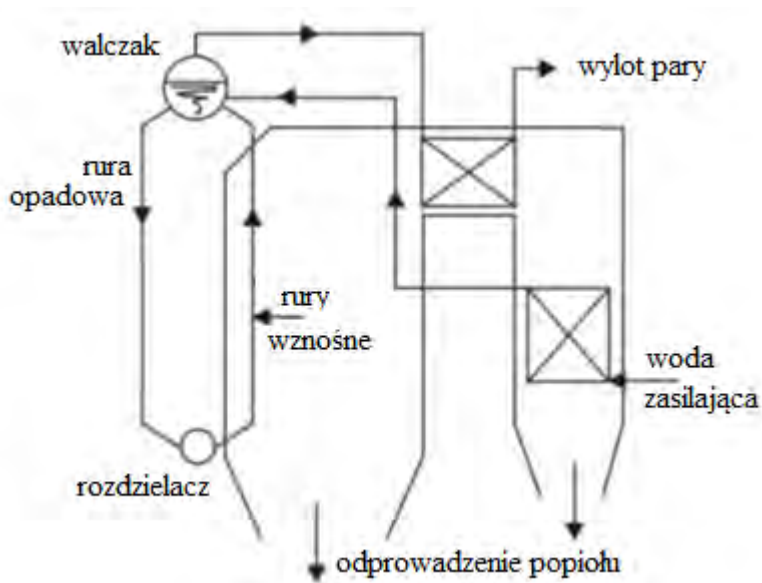 walczak
wylot pary
rura
opadowa
rury
wznośne
woda
zasilająca
rozdzielacz
odprowadzenie popiołu